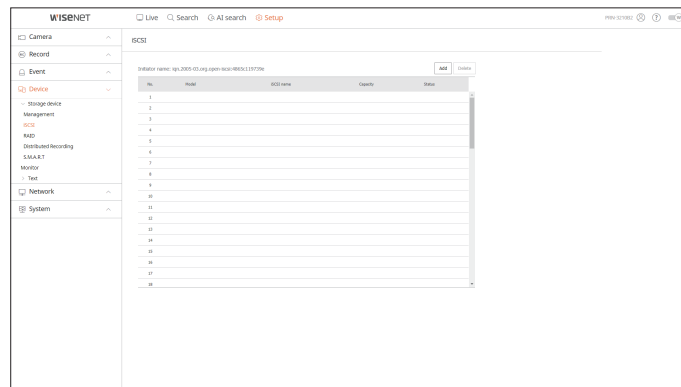 WISENET
Live Search AI search Setup
Camera
Record
Event
Device
Storage device
Management
iSCSI
RAID
Distributed Recording
S.M.A.R.T
Monitor
Text
Network
System
iSCSI
Add Delete
No. Model iSCSI name Capacity Status
1
2
3
4
5
6
7
8
9
10
11
12
13
14
15
16
17
18